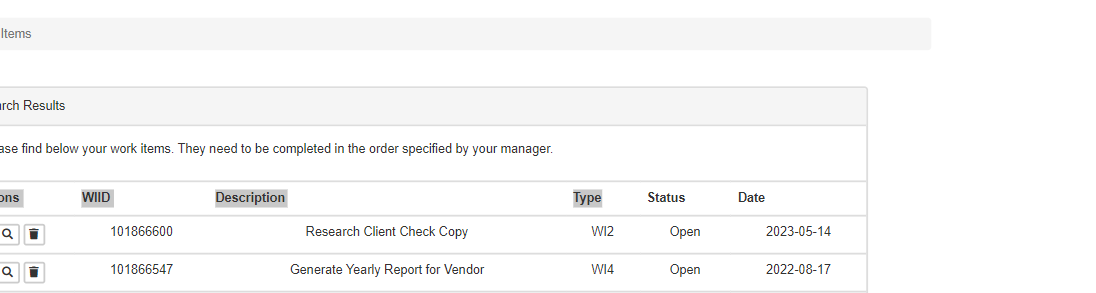 Items
rch Results
ase find below your work items. They need to be completed in the order specified by your manager.
ons WIID Description Type Status Date
101866600 Research Client Check Copy WI2 Open 2023-05-14
101866547 Generate Yearly Report for Vendor WI4 Open 2022-08-17